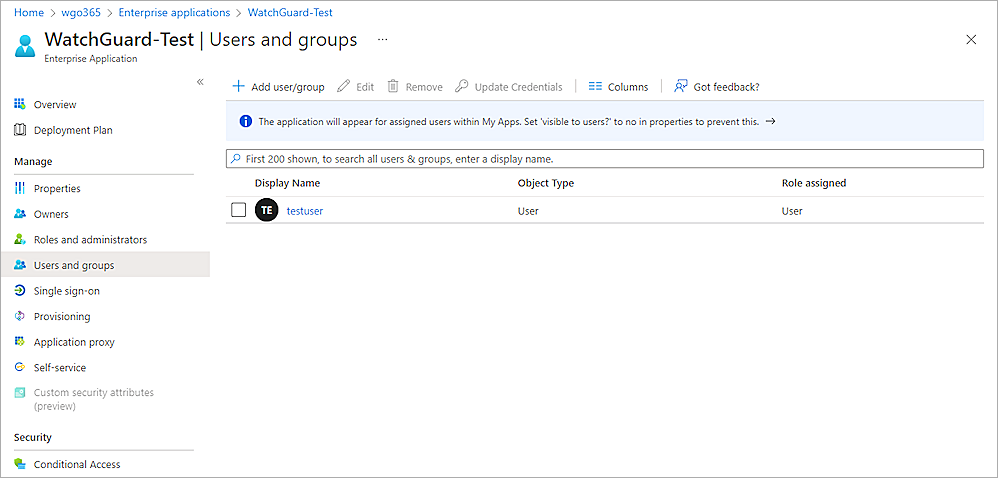 Home > wgo365 > Enterprise applications > WatchGuard-Test
WatchGuard-Test | Users and groups ...
Enterprise Application
Overview
Deployment Plan
Manage
Properties
Owners
Roles and administrators
Users and groups
Single sign-on
Provisioning
Application proxy
Self-service
Custom security attributes
(preview)
Security
Conditional Access
Add user/group Edit Remove Update Credentials Columns Got feedback?
The application will appear for assigned users within My Apps. Set 'visible to users?' to no in properties to prevent this. →
First 200 shown, to search all users & groups, enter a display name.
Display Name Object Type Role assigned
TE testuser User User